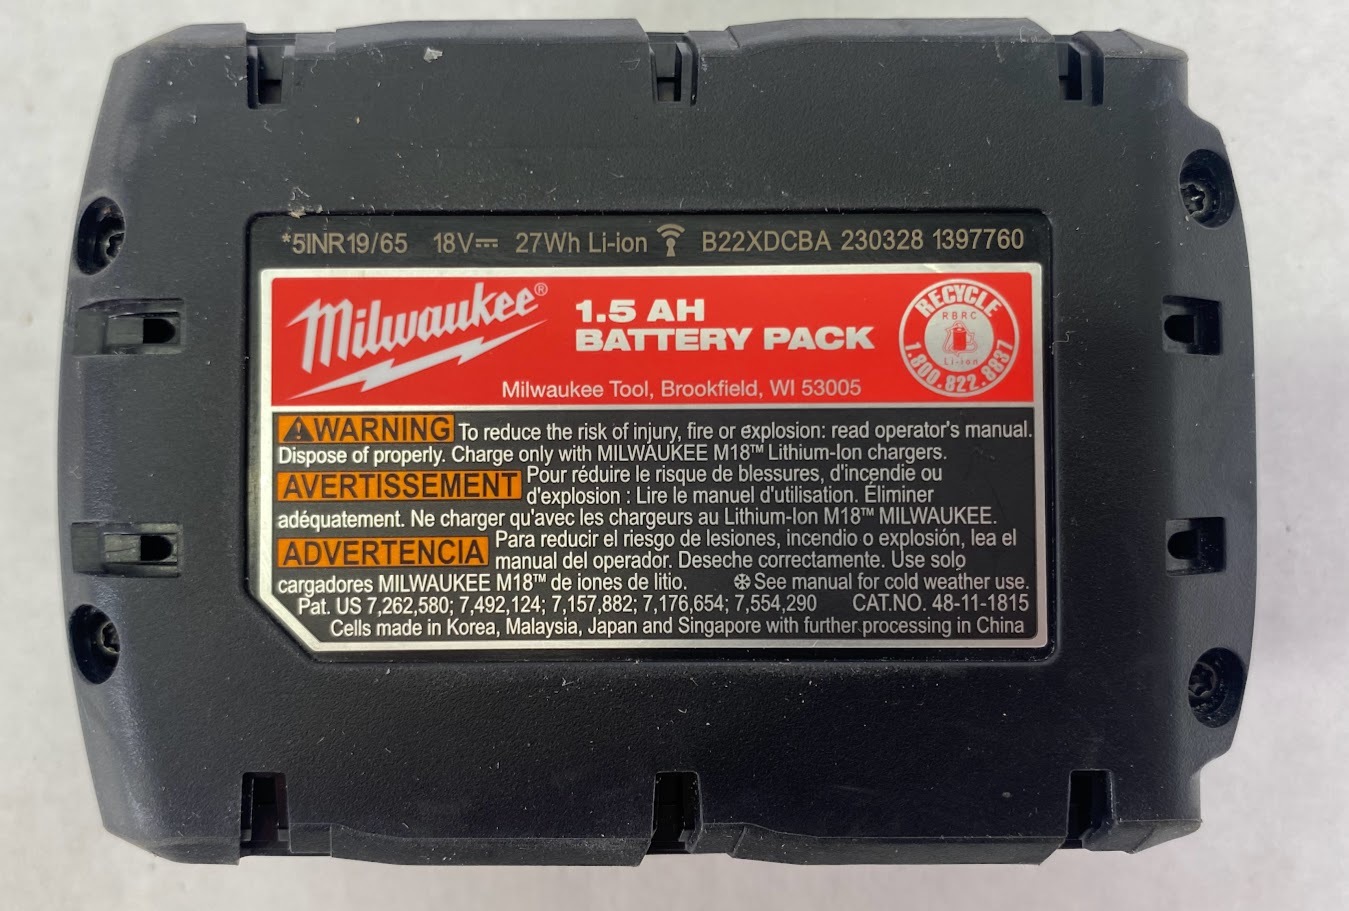 *5INR19/65 18V⎓ 27Wh Li-ion B22XDCBA 230328 1397760
Milwaukee®
1.5 AH
BATTERY PACK
Milwaukee Tool, Brookfield, WI 53005
RECYCLE
RBRC
Li-ion
1.800.822.8837
⚠WARNING To reduce the risk of injury, fire or explosion: read operator's manual.
Dispose of properly. Charge only with MILWAUKEE M18™ Lithium-Ion chargers.
AVERTISSEMENT Pour réduire le risque de blessures, d'incendie ou
d'explosion : Lire le manuel d'utilisation. Éliminer
adéquatement. Ne charger qu'avec les chargeurs au Lithium-Ion M18™ MILWAUKEE.
ADVERTENCIA Para reducir el riesgo de lesiones, incendio o explosión, lea el
manual del operador. Deseche correctamente. Use solo
cargadores MILWAUKEE M18™ de iones de litio. ❄See manual for cold weather use.
Pat. US 7,262,580; 7,492,124; 7,157,882; 7,176,654; 7,554,290 CAT.NO. 48-11-1815
Cells made in Korea, Malaysia, Japan and Singapore with further processing in China